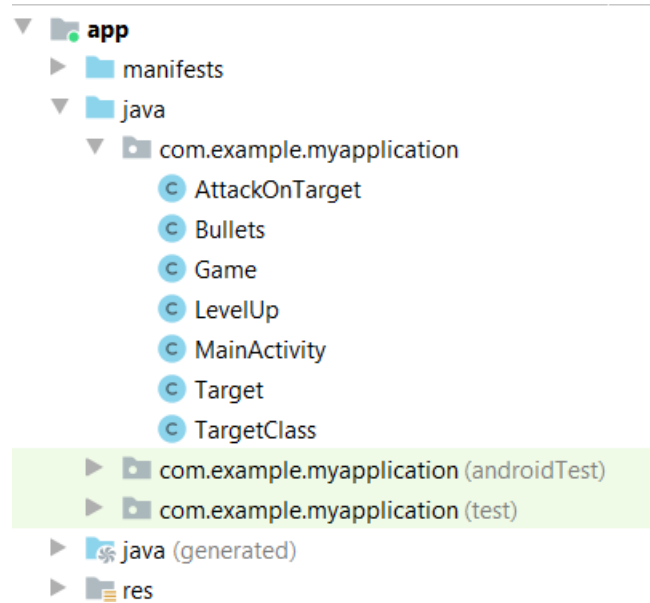 app
manifests
java
com.example.myapplication
C AttackOnTarget
C Bullets
C Game
C LevelUp
C MainActivity
C Target
C TargetClass
com.example.myapplication (androidTest)
com.example.myapplication (test)
java (generated)
res